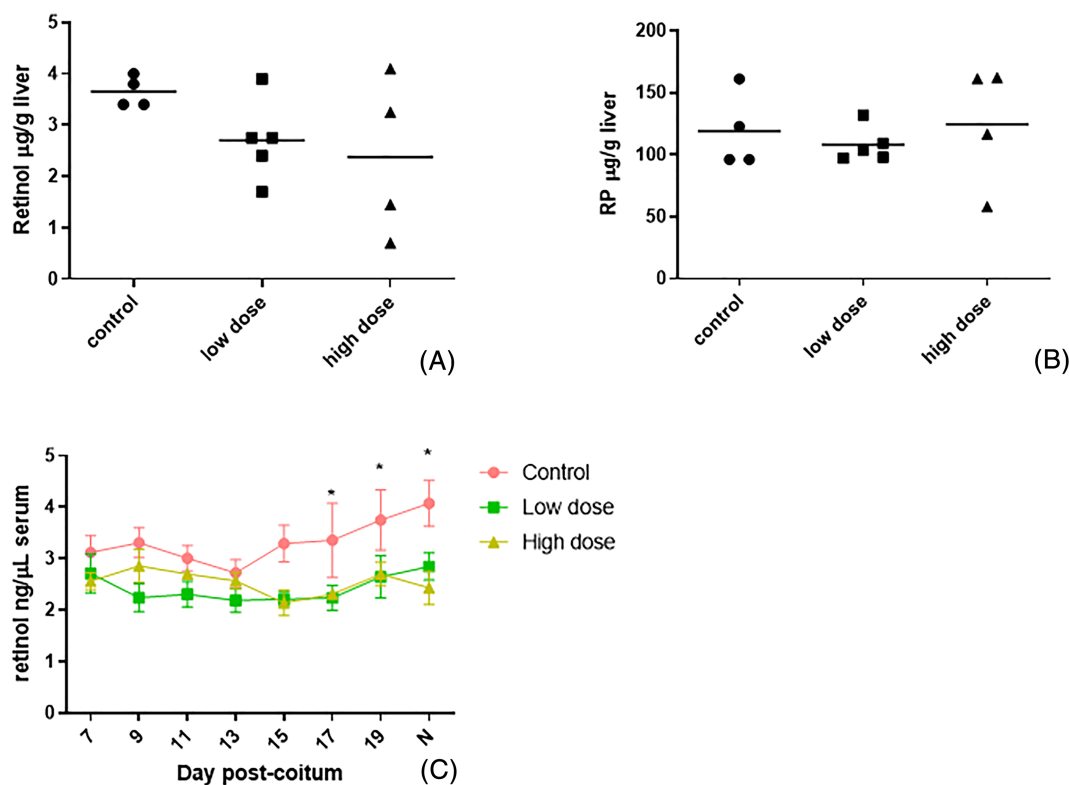 5
4
3
2
1
0
Retinol µg/g liver
control
low dose
high dose
(A)
200
150
100
50
0
RP µg/g liver
control
low dose
high dose
(B)
5
4
3
2
1
0
retinol ng/µL serum
*
*
*
7
9
11
13
15
17
19
N
Day post-coitum
Control
Low dose
High dose
(C)